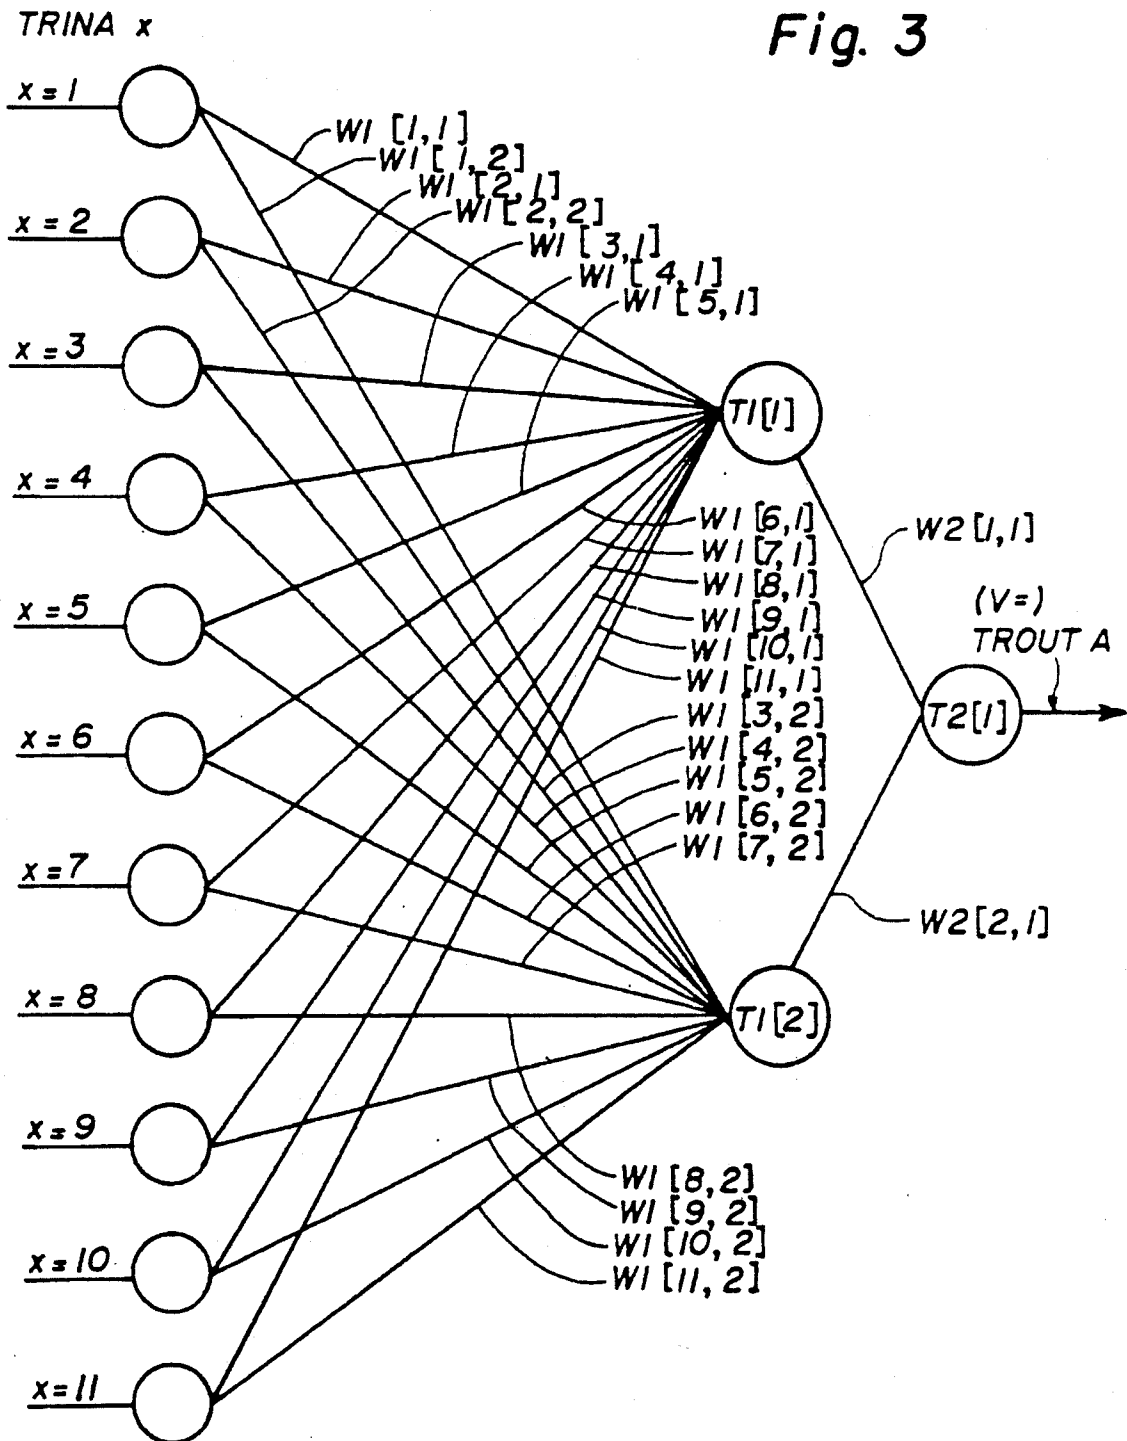 TRINA x
Fig. 3
x = 1
x = 2
x = 3
x = 4
x = 5
x = 6
x = 7
x = 8
x = 9
x = 10
x = 11
W1 [1,1]
W1 [1,2]
W1 [2,1]
W1 [2,2]
W1 [3,1]
W1 [4,1]
W1 [5,1]
T1[1]
W1 [6,1]
W1 [7,1]
W1 [8,1]
W1 [9,1]
W1 [10,1]
W1 [11,1]
W1 [3,2]
W1 [4,2]
W1 [5,2]
W1 [6,2]
W1 [7,2]
T1[2]
W1 [8,2]
W1 [9,2]
W1 [10,2]
W1 [11,2]
W2 [1,1]
(V=)
TROUT A
T2[1]
W2 [2,1]